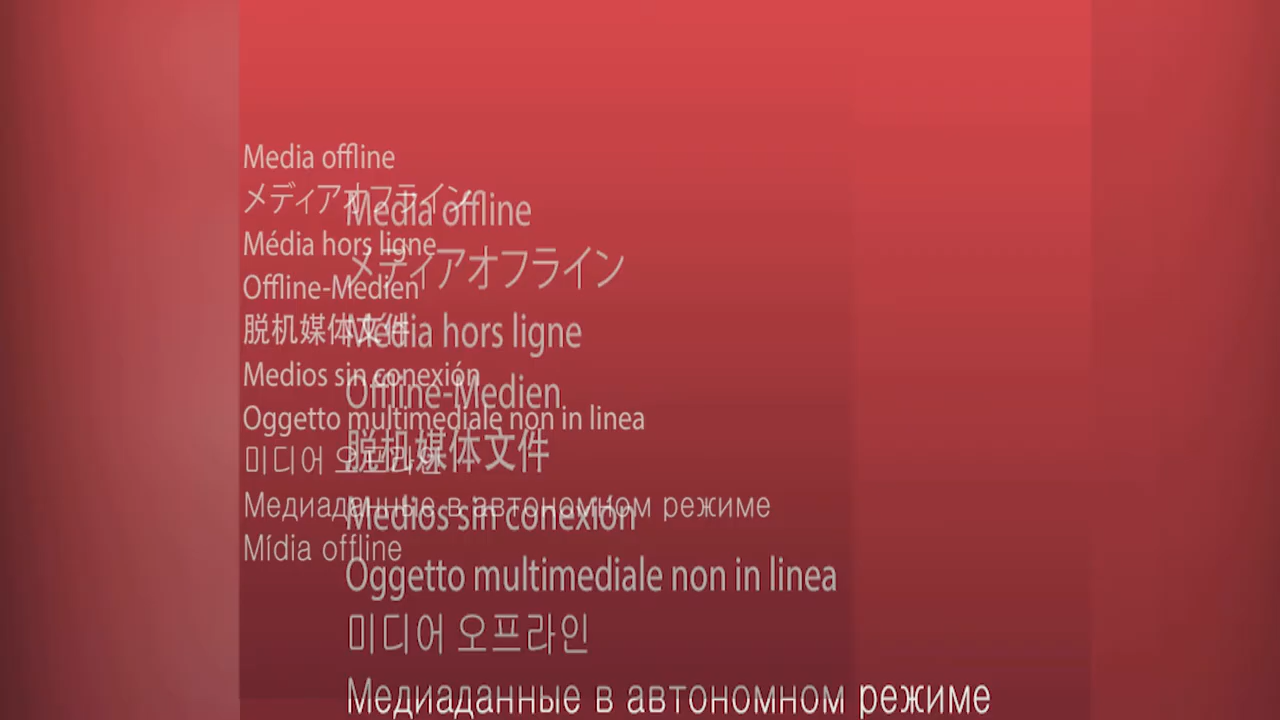 Media offline
メディアオフライン
Média hors ligne
Offline-Medien
脱机媒体文件
Medios sin conexión
Oggetto multimediale non in linea
미디어 오프라인
Медиаданные в автономном режиме
Mídia offline
Media offline
メディアオフライン
Média hors ligne
Offline-Medien
脱机媒体文件
Medios sin conexión
Oggetto multimediale non in linea
미디어 오프라인
Медиаданные в автономном режиме